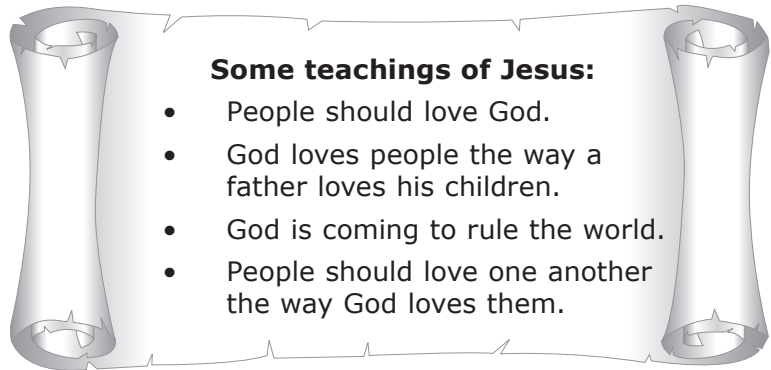 Some teachings of Jesus:
• People should love God.
• God loves people the way a
father loves his children.
• God is coming to rule the world.
• People should love one another
the way God loves them.